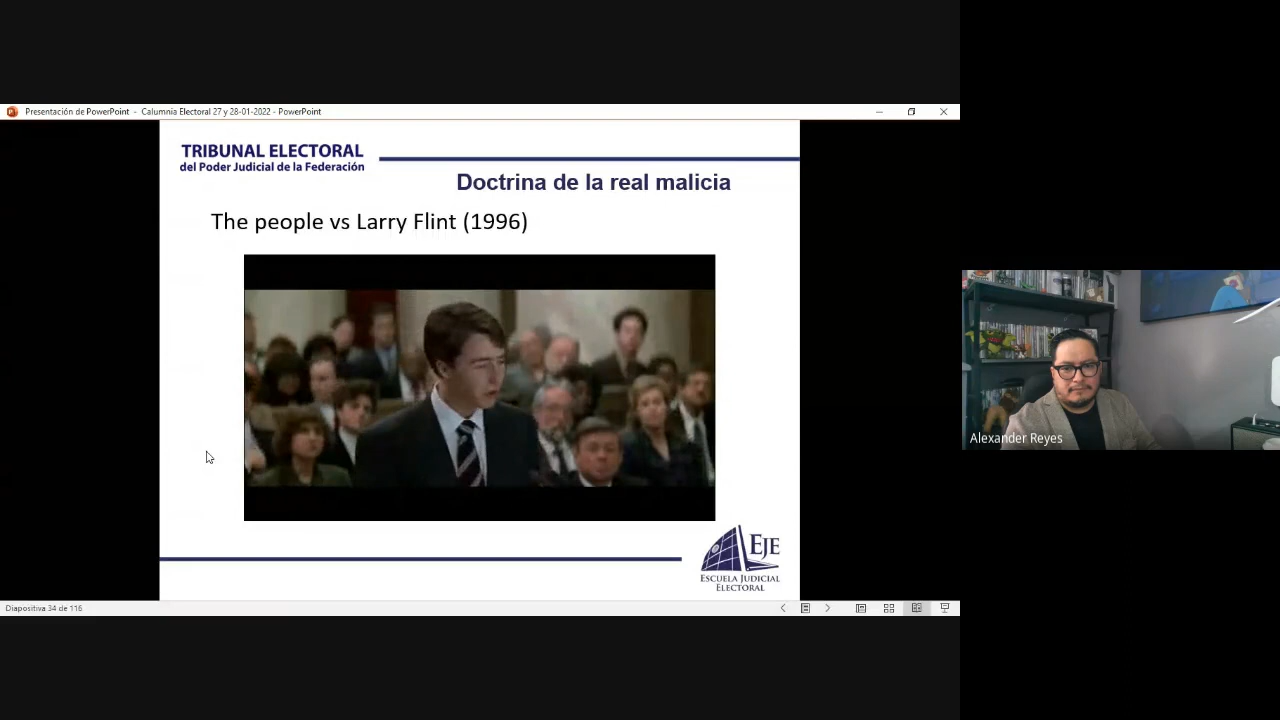 Presentación de PowerPoint - Calumnia Electoral 27 y 28-01-2022 - PowerPoint
TRIBUNAL ELECTORAL
del Poder Judicial de la Federación
Doctrina de la real malicia
The people vs Larry Flint (1996)
EJE
ESCUELA JUDICIAL
ELECTORAL
Diapositiva 34 de 116
Alexander Reyes